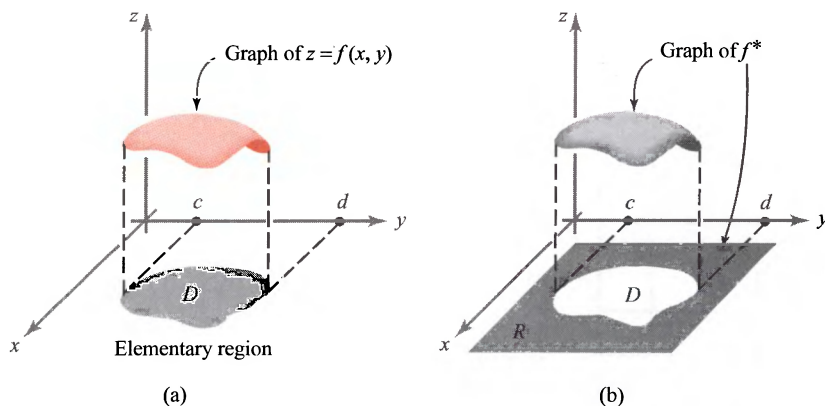 z
Graph of z = f(x, y)
c
d
y
D
x
Elementary region
(a)
z
Graph of f*
c
d
y
D
R
x
(b)